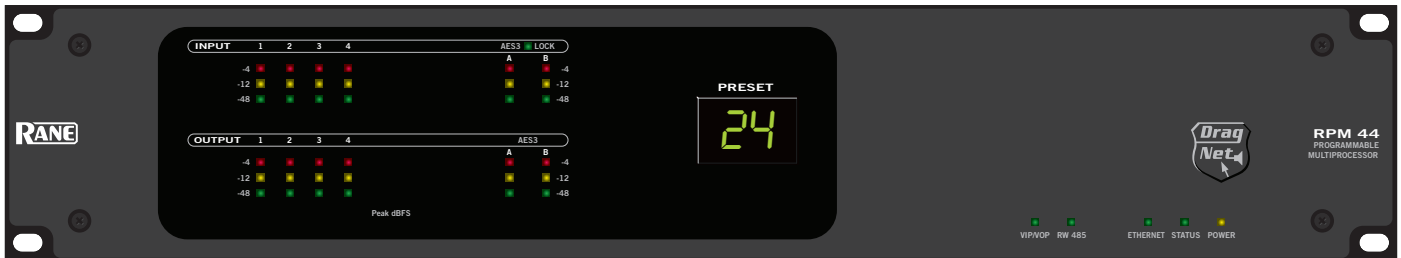 INPUT 1 2 3 4 AES3 LOCK
A B
-4 -4
-12 -12
-48 -48
OUTPUT 1 2 3 4 AES3
A B
-4 -4
-12 -12
-48 -48
Peak dBFS
RANE
PRESET
24
Drag
Net
RPM 44
PROGRAMMABLE
MULTIPROCESSOR
VIP/VOP RW 485 ETHERNET STATUS POWER